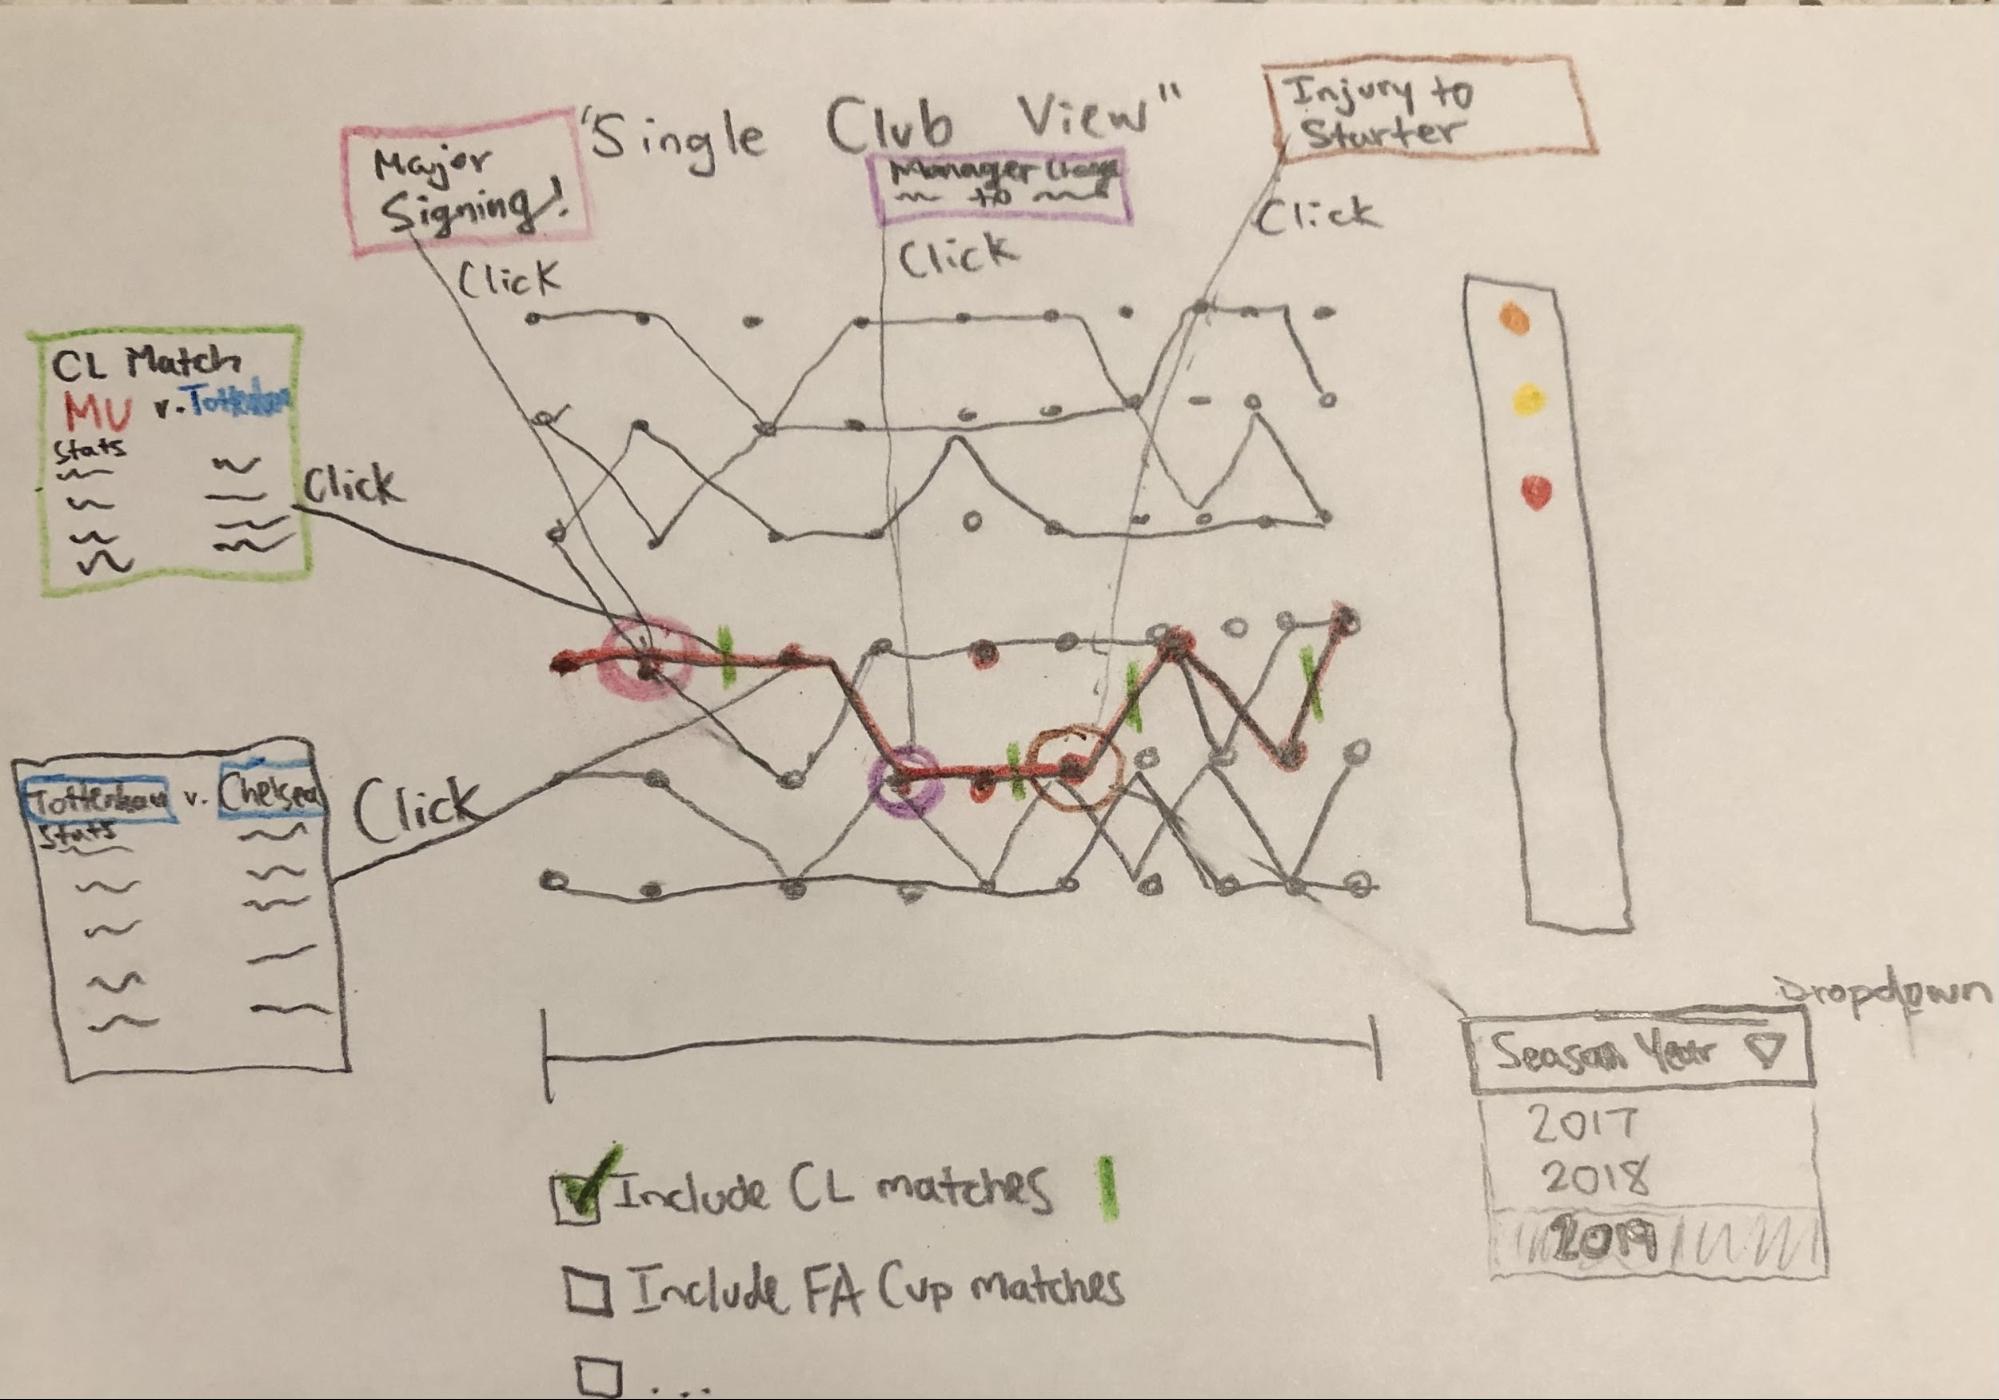 "Single Club View"
Major
Signing!
Click
Manager Change
to
Click
Injury to
Starter
Click
CL Match
MU v. Tottenham
Stats
Click
Tottenham v. Chelsea
Stats
Click
Dropdown
Season Year
2017
2018
2019
Include CL matches
Include FA Cup matches
...